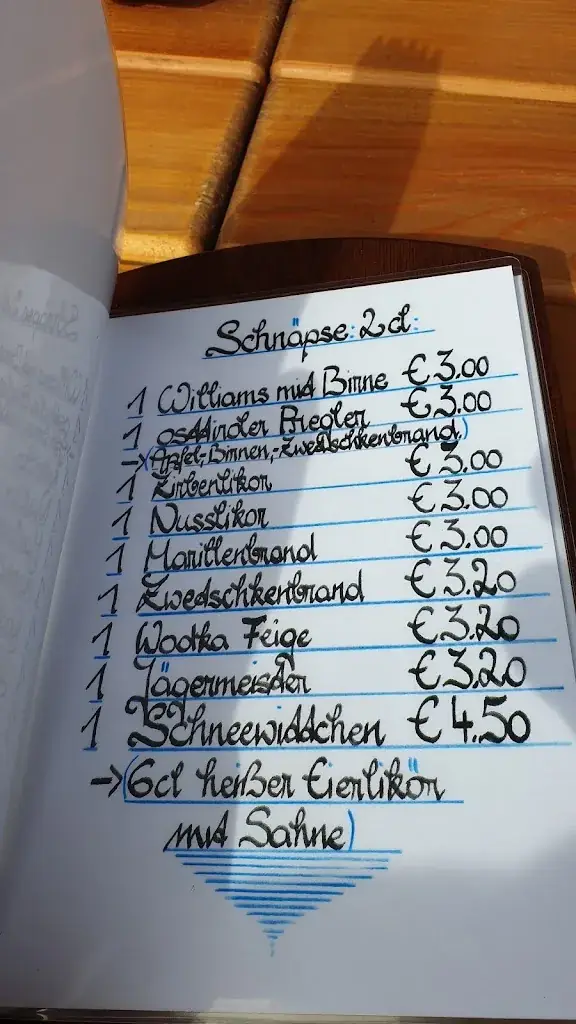 Schnäpse: 2cl:
1 Williams mit Birne € 3.00
1 osttiroler Pregler € 3.00
→ (Apfel,-Birnen,-Zwetschkenbrand)
1 Zirbenlikör € 3.00
1 Nusslikör € 3.00
1 Marillenbrand € 3.00
1 Zwetschkenbrand € 3.20
1 Wodka Feige € 3.20
1 Jägermeister € 3.20
1 Schneewittchen € 4.50
→ (6cl heißer Eierlikör
mit Sahne)